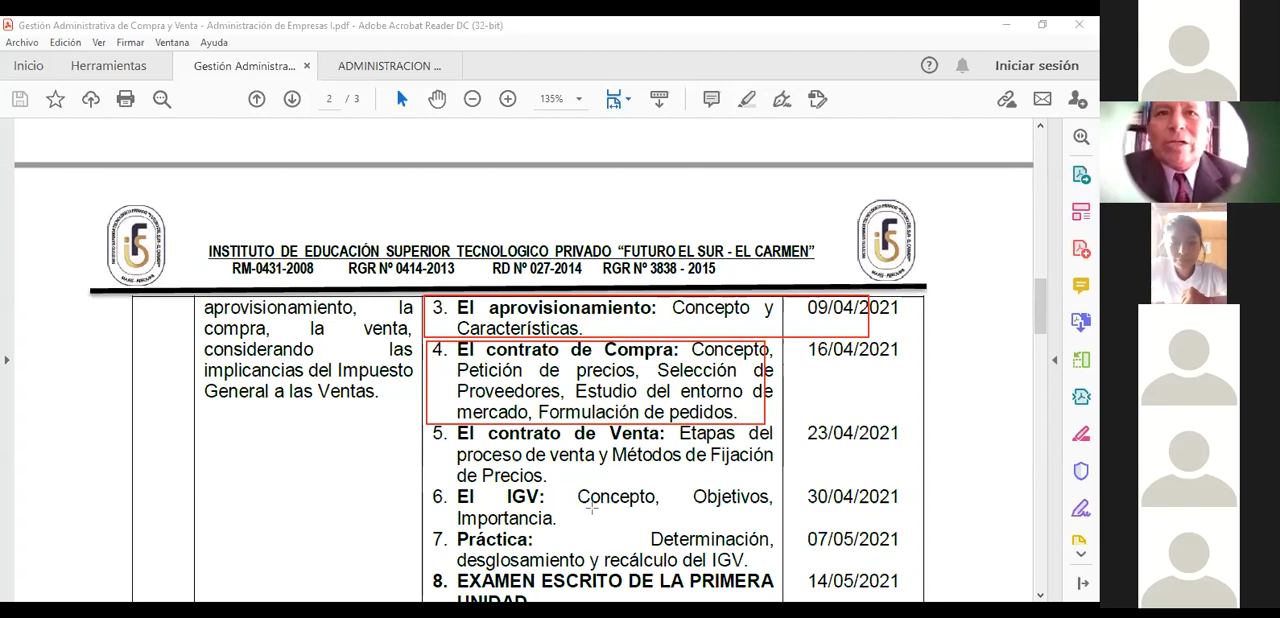 Gestión Administrativa de Compra y Venta - Administración de Empresas I.pdf - Adobe Acrobat Reader DC (32-bit)
Archivo Edición Ver Firmar Ventana Ayuda
Inicio Herramientas Gestión Administra... × ADMINISTRACION ... Iniciar sesión
2 / 3 135%
INSTITUTO DE EDUCACIÓN SUPERIOR TECNOLOGICO PRIVADO “FUTURO EL SUR - EL CARMEN”
RM-0431-2008 RGR Nº 0414-2013 RD Nº 027-2014 RGR Nº 3838 - 2015
aprovisionamiento, la
compra, la venta,
considerando las
implicancias del Impuesto
General a las Ventas.
3. El aprovisionamiento: Concepto y
Características.
09/04/2021
4. El contrato de Compra: Concepto,
Petición de precios, Selección de
Proveedores, Estudio del entorno de
mercado, Formulación de pedidos.
16/04/2021
5. El contrato de Venta: Etapas del
proceso de venta y Métodos de Fijación
de Precios.
23/04/2021
6. El IGV: Concepto, Objetivos,
Importancia.
30/04/2021
7. Práctica: Determinación,
desglosamiento y recálculo del IGV.
07/05/2021
8. EXAMEN ESCRITO DE LA PRIMERA
UNIDAD
14/05/2021